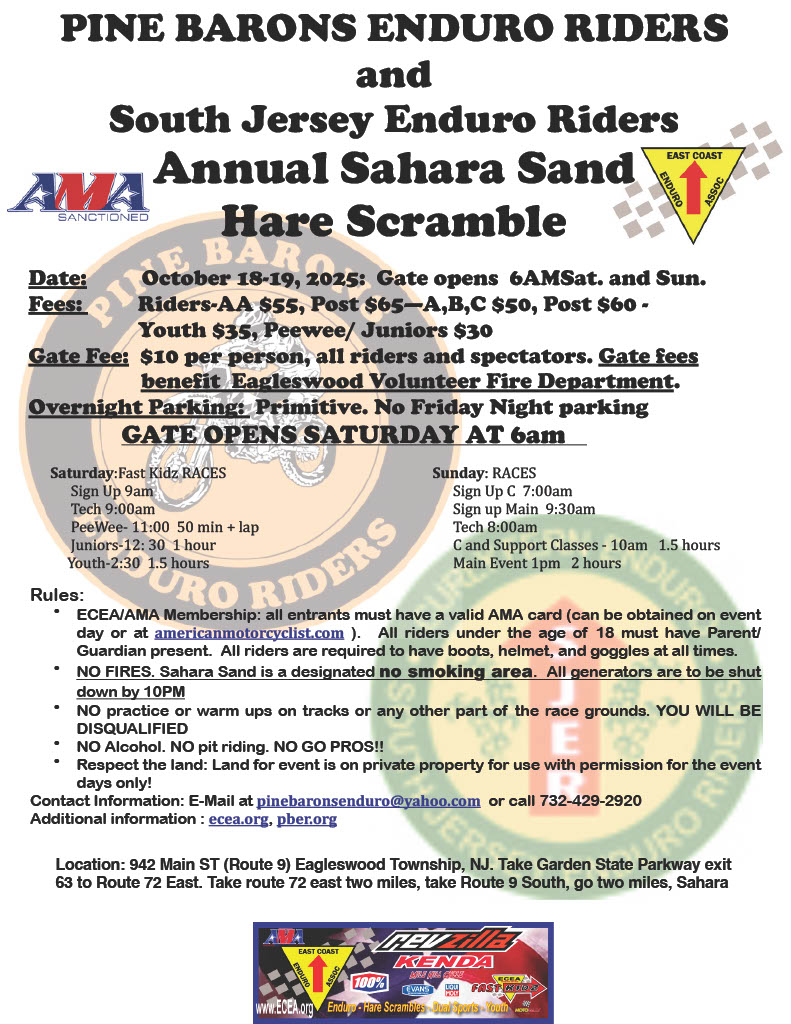 PINE BARONS ENDURO RIDERS
and
South Jersey Enduro Riders
Annual Sahara Sand
Hare Scramble
AMA
SANCTIONED
EAST COAST
ENDURO
ASSOC
PINE BARONS
ENDURO RIDERS
Date: October 18-19, 2025: Gate opens 6AMSat. and Sun.
Fees: Riders-AA $55, Post $65—A,B,C $50, Post $60 -
Youth $35, Peewee/ Juniors $30
Gate Fee: $10 per person, all riders and spectators. Gate fees
benefit Eagleswood Volunteer Fire Department.
Overnight Parking: Primitive. No Friday Night parking
GATE OPENS SATURDAY AT 6am
Saturday:Fast Kidz RACES
Sign Up 9am
Tech 9:00am
PeeWee- 11:00 50 min + lap
Juniors-12: 30 1 hour
Youth-2:30 1.5 hours
Sunday: RACES
Sign Up C 7:00am
Sign up Main 9:30am
Tech 8:00am
C and Support Classes - 10am 1.5 hours
Main Event 1pm 2 hours
Rules:
• ECEA/AMA Membership: all entrants must have a valid AMA card (can be obtained on event
day or at americanmotorcyclist.com ). All riders under the age of 18 must have Parent/
Guardian present. All riders are required to have boots, helmet, and goggles at all times.
• NO FIRES. Sahara Sand is a designated no smoking area. All generators are to be shut
down by 10PM
• NO practice or warm ups on tracks or any other part of the race grounds. YOU WILL BE
DISQUALIFIED
• NO Alcohol. NO pit riding. NO GO PROS!!
• Respect the land: Land for event is on private property for use with permission for the event
days only!
SJER
Contact Information: E-Mail at pinebaronsenduro@yahoo.com or call 732-429-2920
Additional information : ecea.org, pber.org
Location: 942 Main ST (Route 9) Eagleswood Township, NJ. Take Garden State Parkway exit
63 to Route 72 East. Take route 72 east two miles, take Route 9 South, go two miles, Sahara
AMA
revzilla
EAST COAST
ENDURO
ASSOC
KENDA
MILE HILL CYCLE
100%
EVANS
LIQUI MOLY
ECEA
FAST KIDZ
www.ECEA.org
Enduro - Hare Scrambles - Dual Sports - Youth